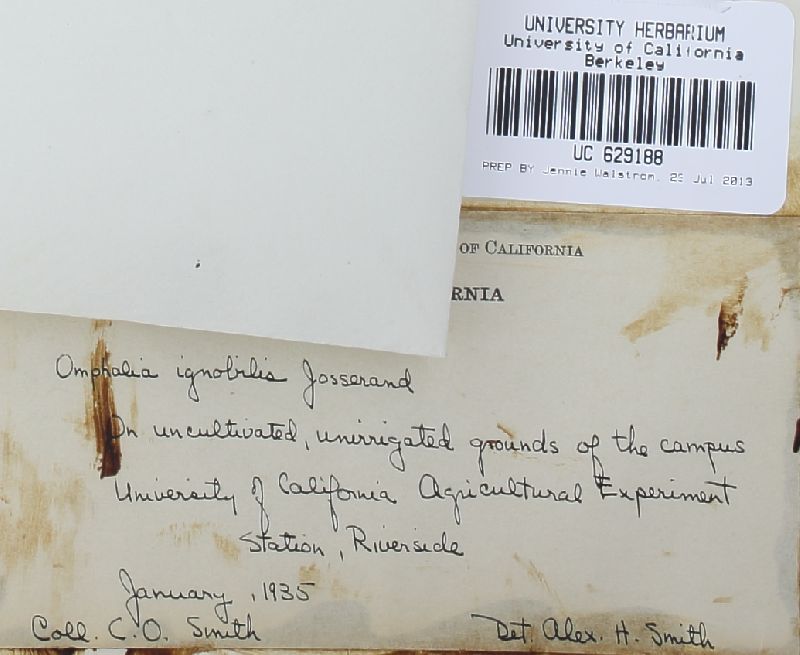 UNIVERSITY HERBARIUM
University of California
Berkeley
UC 629188
PREP BY Jennie Walstrom, 29 Jul 2013
OF CALIFORNIA
RNIA
Omphalia ignobilis Josserand
On uncultivated, unirrigated grounds of the campus
University of California Agricultural Experiment
Station, Riverside
January, 1935
Coll. C.O. Smith
Det. Alex. H. Smith